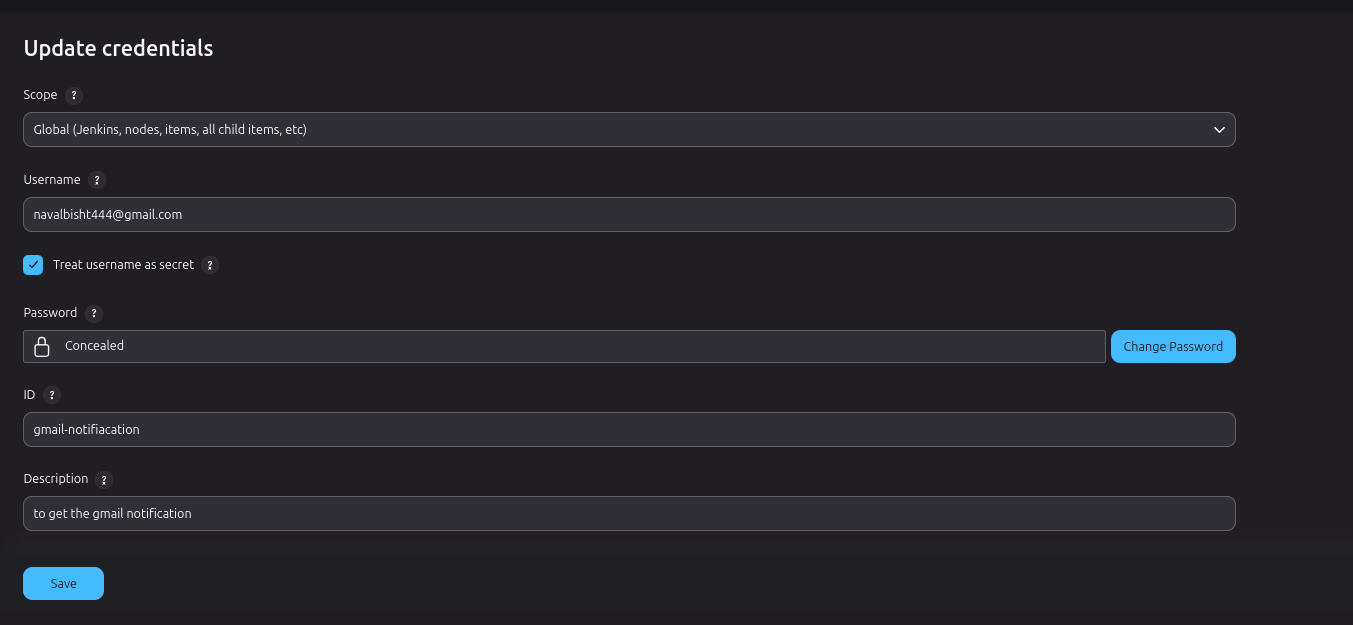 Update credentials
Scope ?
Global (Jenkins, nodes, items, all child items, etc)
Username ?
navalbisht444@gmail.com
Treat username as secret ?
Password ?
Concealed
Change Password
ID ?
gmail-notifiacation
Description ?
to get the gmail notification
Save